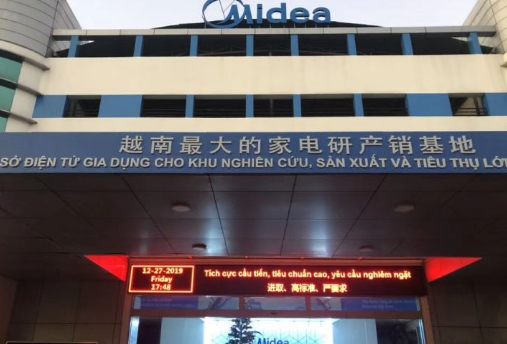 Midea
越南最大的家电研产销基地
SỞ ĐIỆN TỬ GIA DỤNG CHO KHU NGHIÊN CỨU, SẢN XUẤT VÀ TIÊU THỤ LỚ
12-27-2019
Friday
17:48
Tích cực cầu tiến, tiêu chuẩn cao, yêu cầu nghiêm ngặt
进取、高标准、严要求
Midea